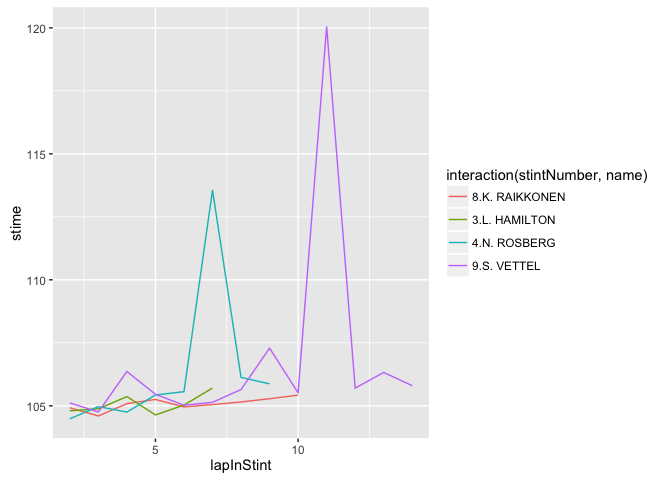 120
115
110
105
stime
5
10
lapInStint
interaction(stintNumber, name)
8.K. RAIKKONEN
3.L. HAMILTON
4.N. ROSBERG
9.S. VETTEL